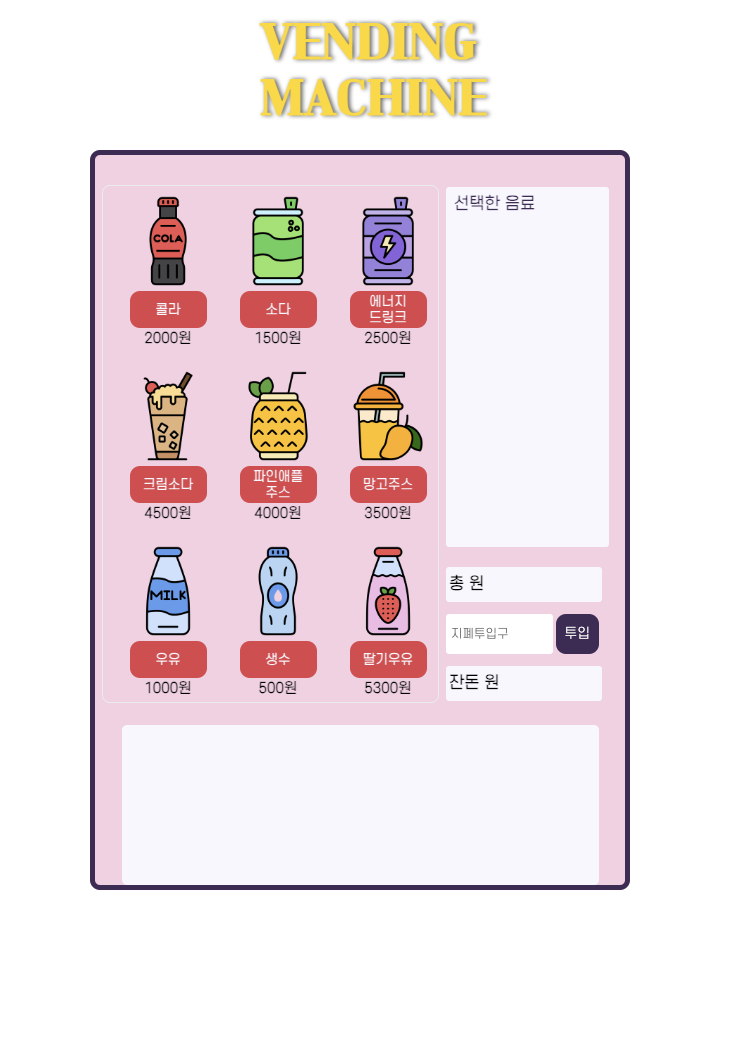 VENDING
MACHINE
COLA
선택한 음료
콜라
소다
에너지
드링크
2000원
1500원
2500원
크림소다
파인애플
주스
망고주스
4500원
4000원
3500원
총 원
MILK
지폐투입구
투입
우유
생수
딸기우유
잔돈 원
1000원
500원
5300원